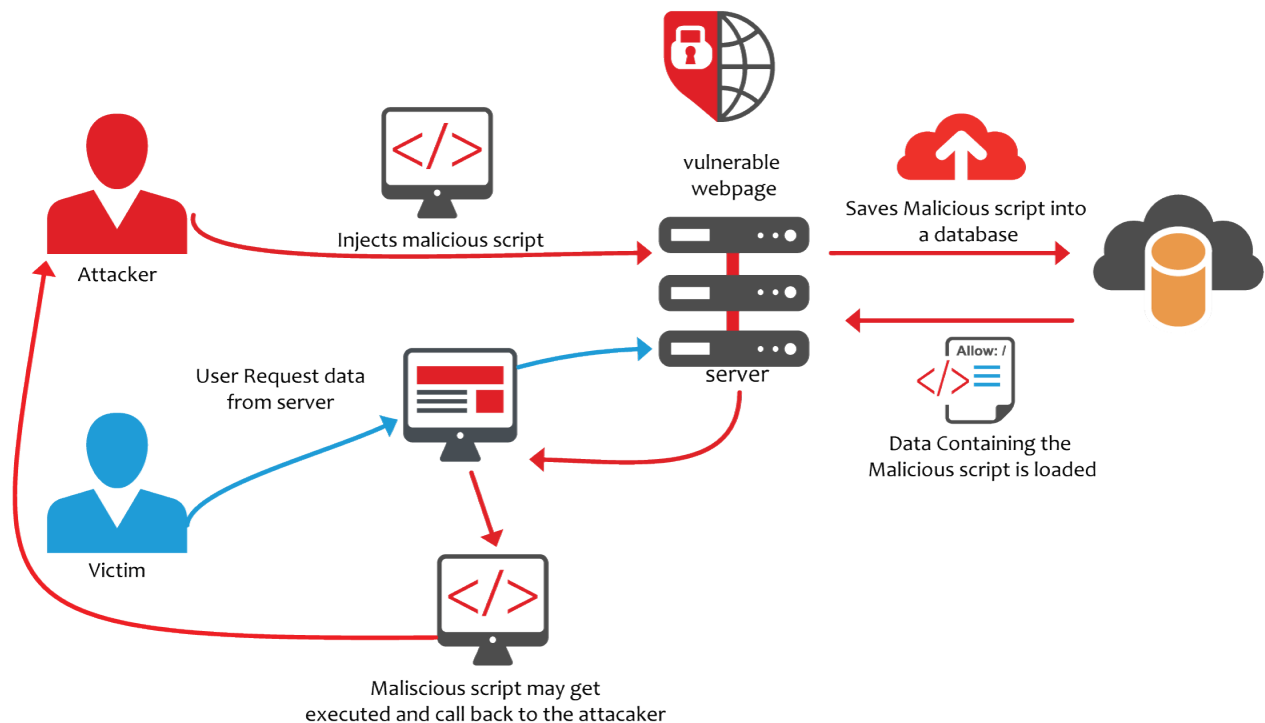 vulnerable
webpage
Injects malicious script
Saves Malicious script into
a database
Attacker
Allow: /
User Request data
from server
server
Data Containing the
Malicious script is loaded
Victim
Maliscious script may get
executed and call back to the attacaker